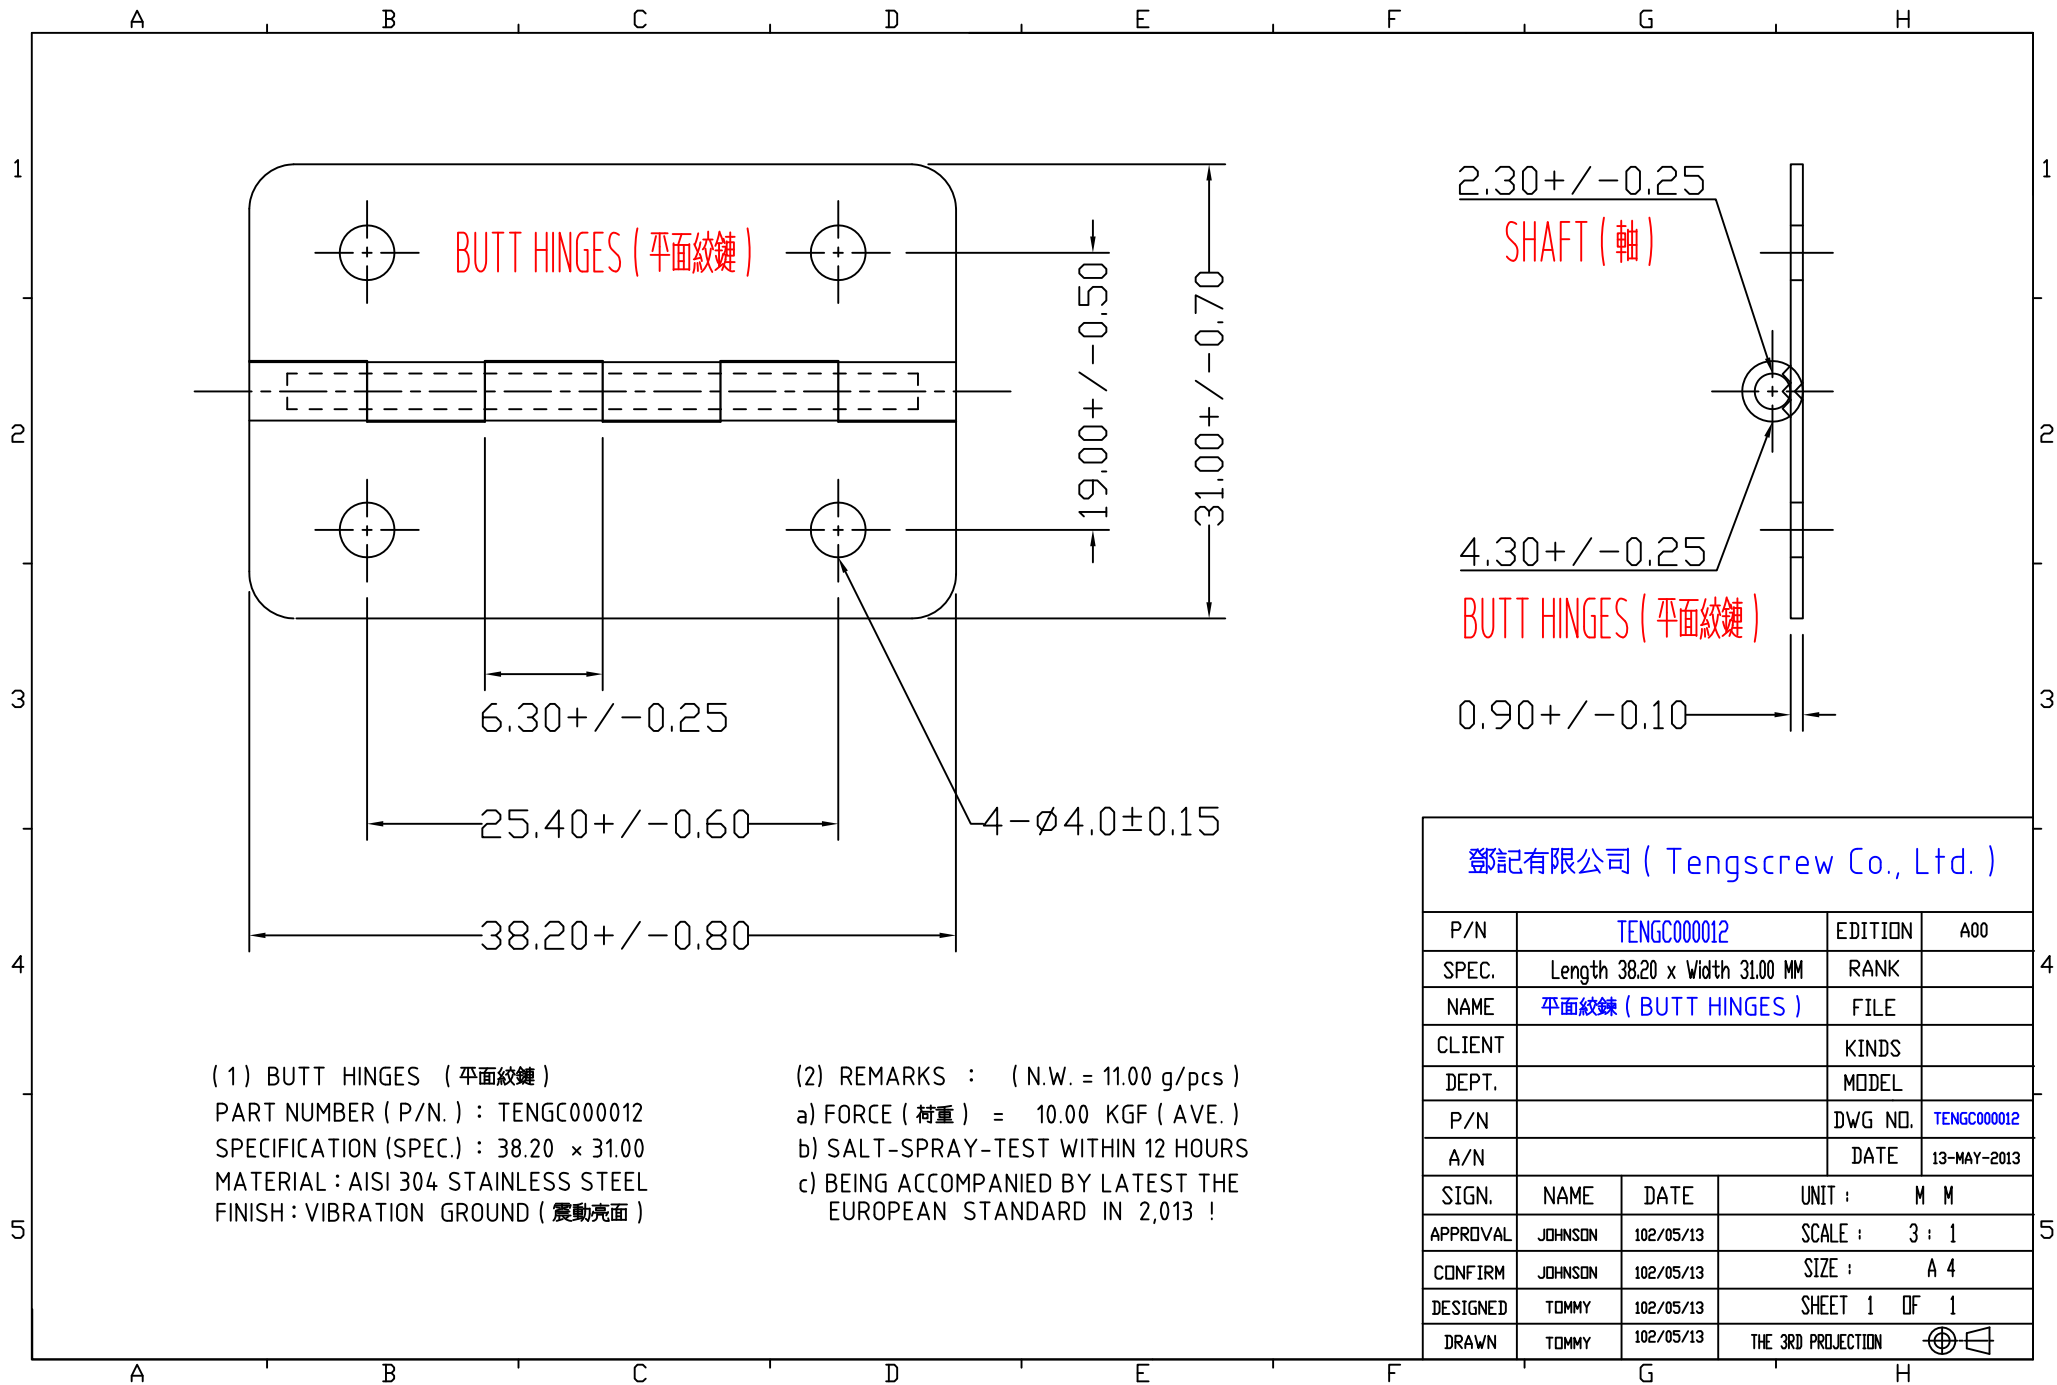 A B C D E F G H
1 1
2 2
3 3
4 4
5 5
A B C D E F G H
BUTT HINGES ( 平面絞鏈 )
19.00+/-0.50
31.00+/-0.70
6.30+/-0.25
25.40+/-0.60
38.20+/-0.80
4-Ø4.0±0.15
2.30+/-0.25
SHAFT ( 軸 )
4.30+/-0.25
BUTT HINGES ( 平面絞鏈 )
0.90+/-0.10
( 1 ) BUTT HINGES ( 平面絞鏈 )
PART NUMBER ( P/N. ) : TENGC000012
SPECIFICATION (SPEC.) : 38.20 × 31.00
MATERIAL : AISI 304 STAINLESS STEEL
FINISH : VIBRATION GROUND ( 震動亮面 )
(2) REMARKS : ( N.W. = 11.00 g/pcs )
a) FORCE ( 荷重 ) = 10.00 KGF ( AVE. )
b) SALT-SPRAY-TEST WITHIN 12 HOURS
c) BEING ACCOMPANIED BY LATEST THE
EUROPEAN STANDARD IN 2,013 !
鄧記有限公司 ( Tengscrew Co., Ltd. )
P/N TENGC000012 EDITION A00
SPEC. Length 38.20 x Width 31.00 MM RANK
NAME 平面絞鍊 ( BUTT HINGES ) FILE
CLIENT KINDS
DEPT. MODEL
P/N DWG NO. TENGC000012
A/N DATE 13-MAY-2013
SIGN. NAME DATE UNIT : M M
APPROVAL JOHNSON 102/05/13 SCALE : 3 : 1
CONFIRM JOHNSON 102/05/13 SIZE : A 4
DESIGNED TOMMY 102/05/13 SHEET 1 OF 1
DRAWN TOMMY 102/05/13 THE 3RD PROJECTION